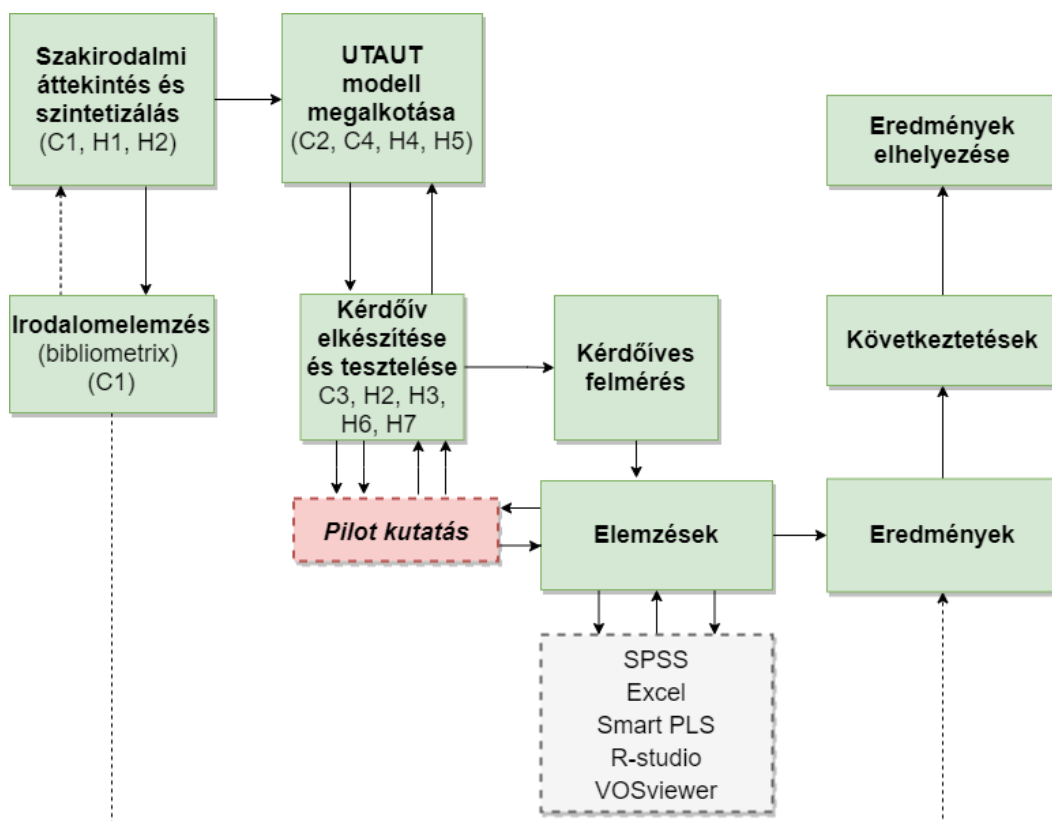 Szakirodalmi
áttekintés és
szintetizálás
(C1, H1, H2)
UTAUT
modell
megalkotása
(C2, C4, H4, H5)
Eredmények
elhelyezése
Irodalomelemzés
(bibliometrix)
(C1)
Kérdőív
elkészítése
és tesztelése
C3, H2, H3,
H6, H7
Kérdőíves
felmérés
Következtetések
Pilot kutatás
Elemzések
Eredmények
SPSS
Excel
Smart PLS
R-studio
VOSviewer